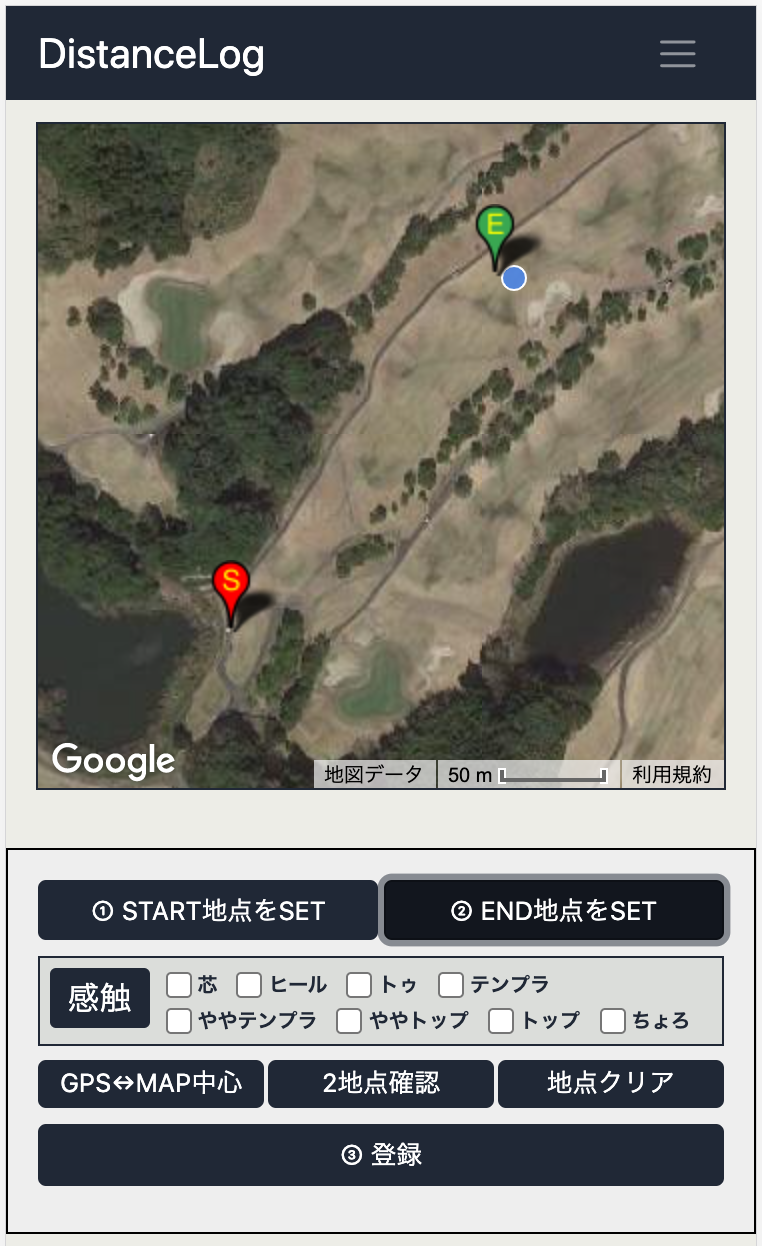 DistanceLog
E
S
Google
地図データ 50 m 利用規約
① START地点をSET ② END地点をSET
感触 芯 ヒール トゥ テンプラ
ややテンプラ ややトップ トップ ちょろ
GPS⇔MAP中心 2地点確認 地点クリア
③ 登録